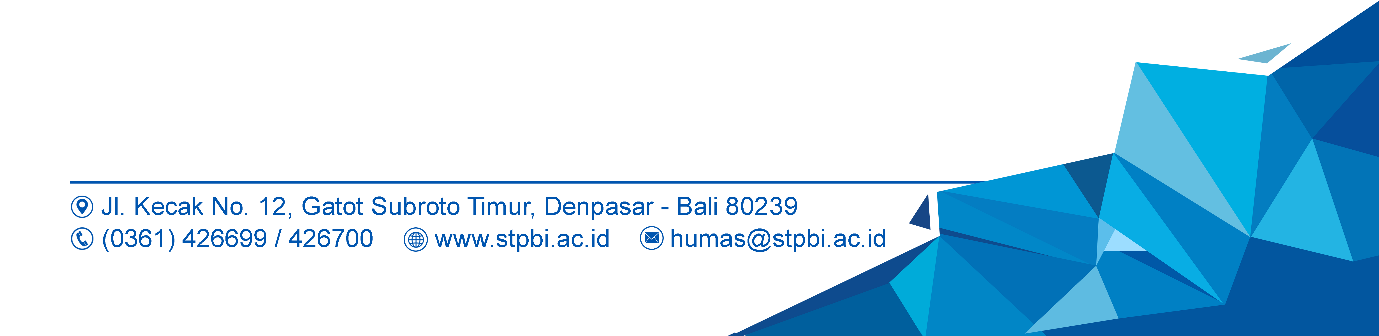 Jl. Kecak No. 12, Gatot Subroto Timur, Denpasar - Bali 80239
(0361) 426699 / 426700 www.stpbi.ac.id humas@stpbi.ac.id